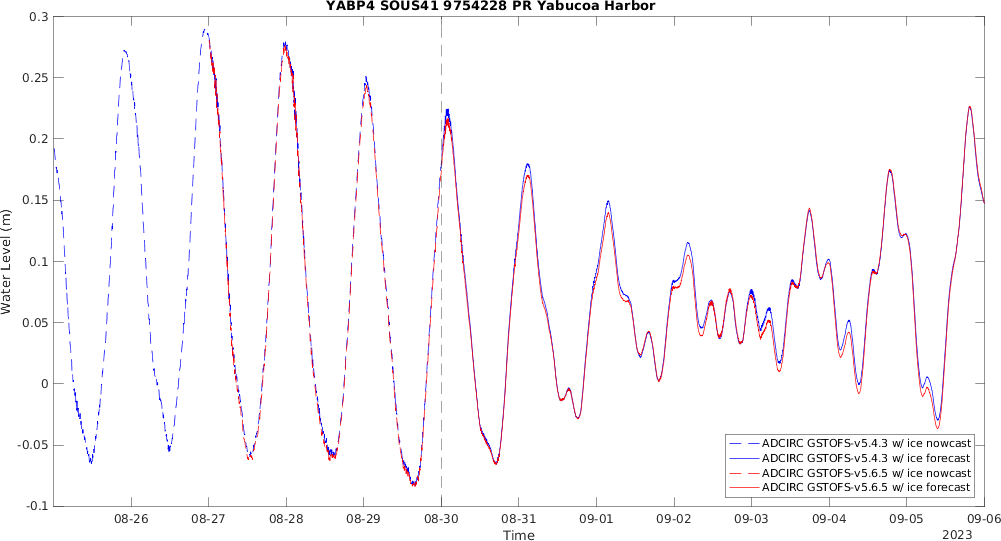 YABP4 SOUS41 9754228 PR Yabucoa Harbor
0.3
0.25
0.2
0.15
0.1
0.05
0
-0.05
-0.1
Water Level (m)
ADCIRC GSTOFS-v5.4.3 w/ ice nowcast
ADCIRC GSTOFS-v5.4.3 w/ ice forecast
ADCIRC GSTOFS-v5.6.5 w/ ice nowcast
ADCIRC GSTOFS-v5.6.5 w/ ice forecast
08-26 08-27 08-28 08-29 08-30 08-31 09-01 09-02 09-03 09-04 09-05 09-06
Time
2023